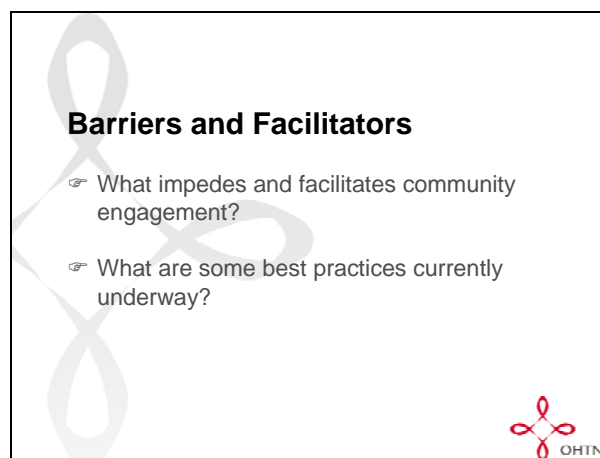 Barriers and Facilitators
☞ What impedes and facilitates community
engagement?
☞ What are some best practices currently
underway?
OHTN